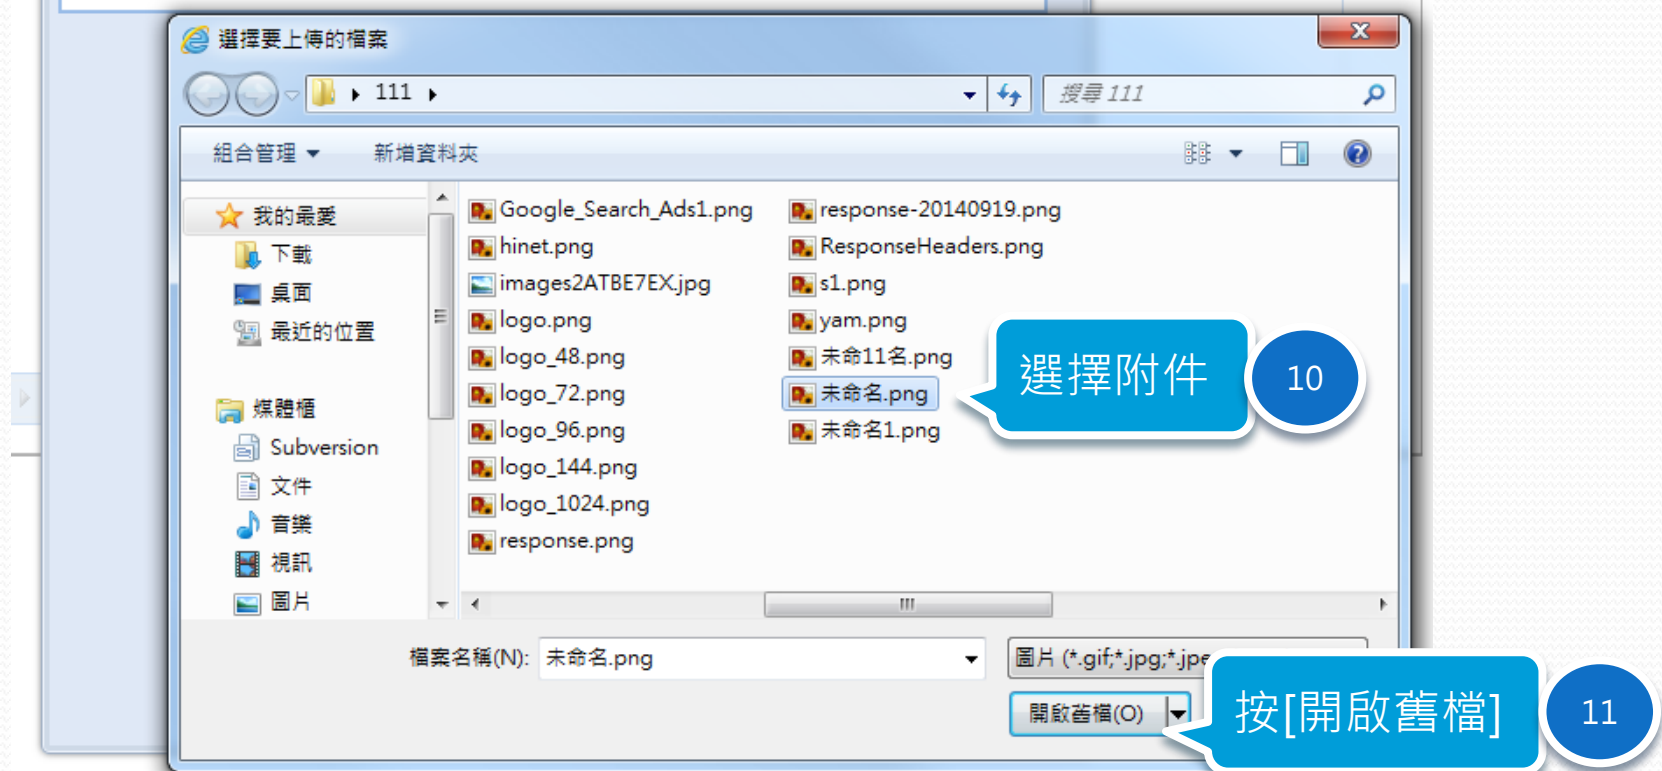 選擇要上傳的檔案
111
搜尋 111
組合管理
新增資料夾
我的最愛
下載
桌面
最近的位置
媒體櫃
Subversion
文件
音樂
視訊
圖片
Google_Search_Ads1.png
hinet.png
images2ATBE7EX.jpg
logo.png
logo_48.png
logo_72.png
logo_96.png
logo_144.png
logo_1024.png
response.png
response-20140919.png
ResponseHeaders.png
s1.png
yam.png
未命11名.png
未命名.png
未命名1.png
選擇附件
10
檔案名稱(N):
未命名.png
圖片 (*.gif;*.jpg;*.jpe
開啟舊檔(O)
按[開啟舊檔]
11